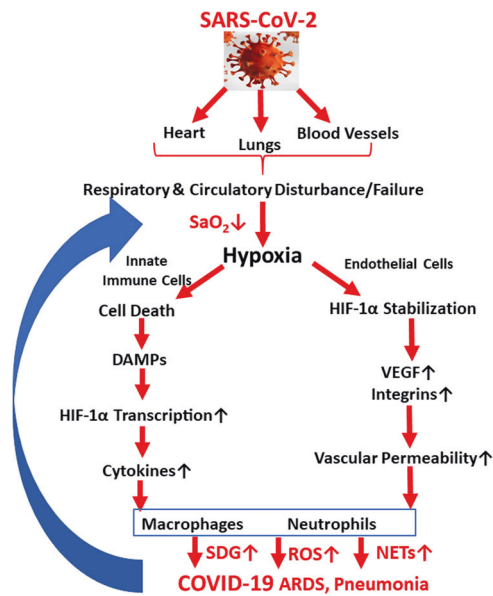 SARS-CoV-2
Heart
Lungs
Blood Vessels
Respiratory & Circulatory Disturbance/Failure
SaO₂↓
Hypoxia
Innate
Immune Cells
Endothelial Cells
Cell Death
HIF-1α Stabilization
DAMPs
VEGF↑
Integrins↑
HIF-1α Transcription↑
Cytokines↑
Vascular Permeability↑
Macrophages
Neutrophils
SDG↑
ROS↑
NETs↑
COVID-19 ARDS, Pneumonia